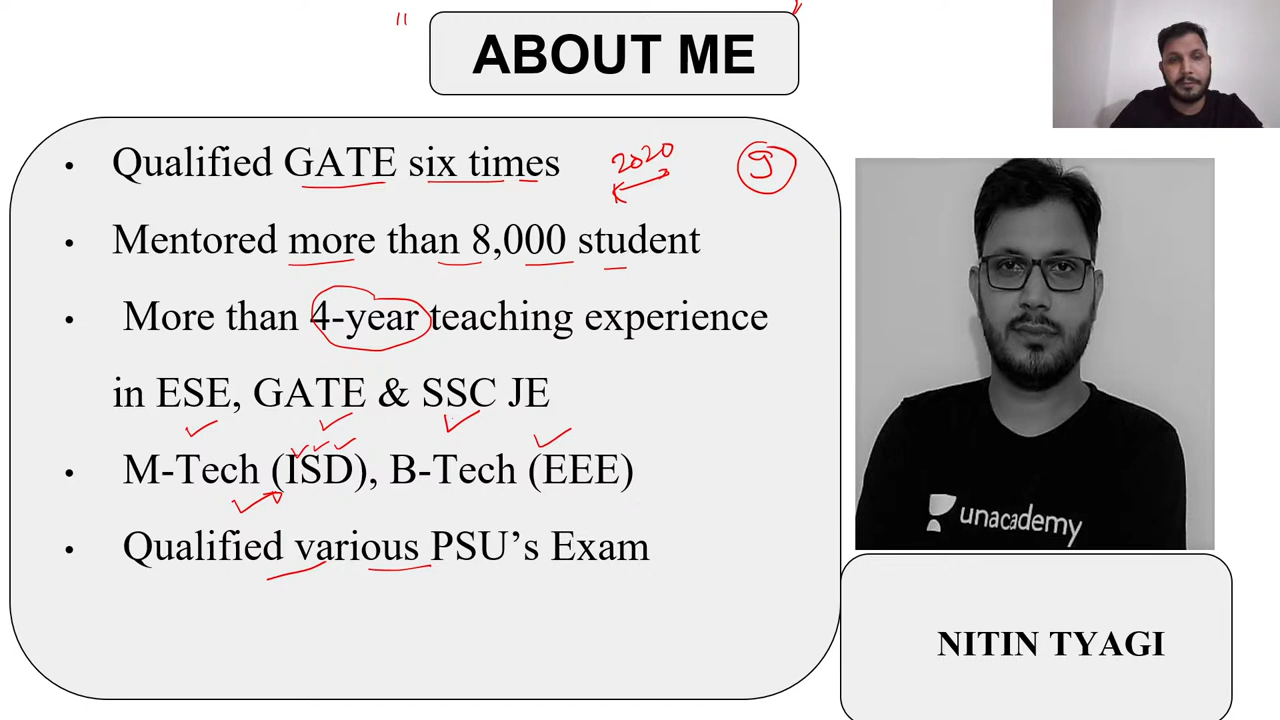 ABOUT ME
• Qualified GATE six times 2020 9
• Mentored more than 8,000 student
• More than 4-year teaching experience
in ESE, GATE & SSC JE
• M-Tech (ISD), B-Tech (EEE)
• Qualified various PSU’s Exam
unacademy
NITIN TYAGI